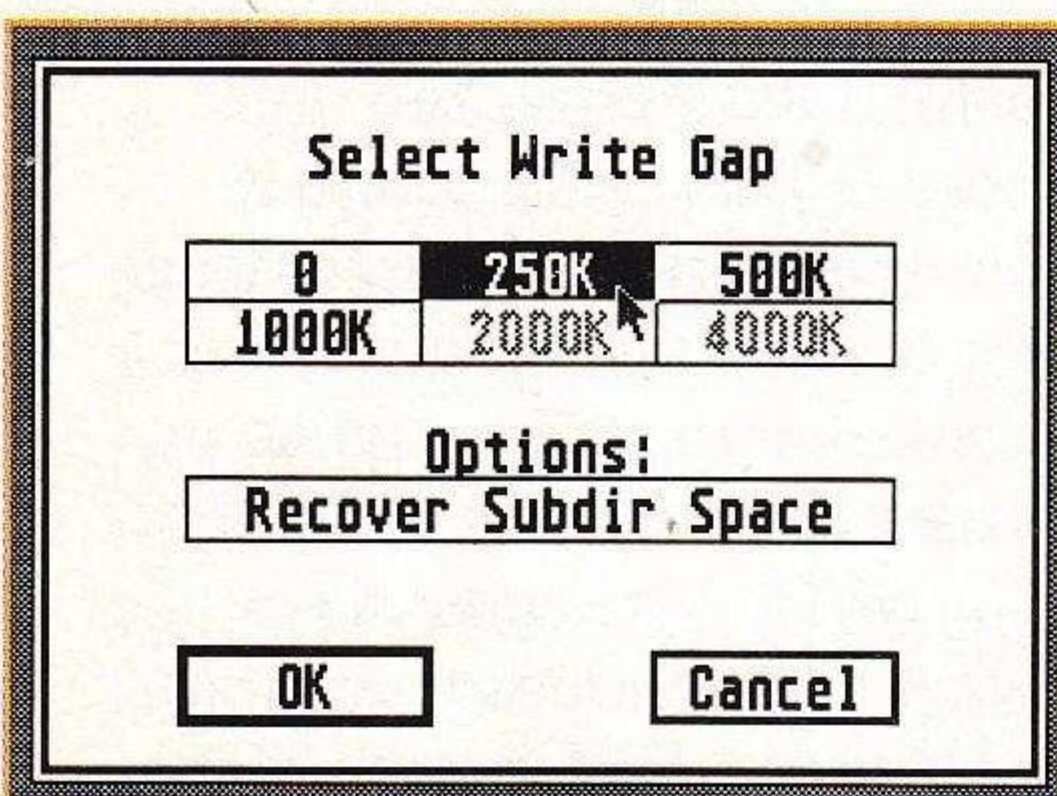 Select Write Gap
0 250K 500K
1000K 2000K 4000K
Options:
Recover Subdir Space
OK Cancel